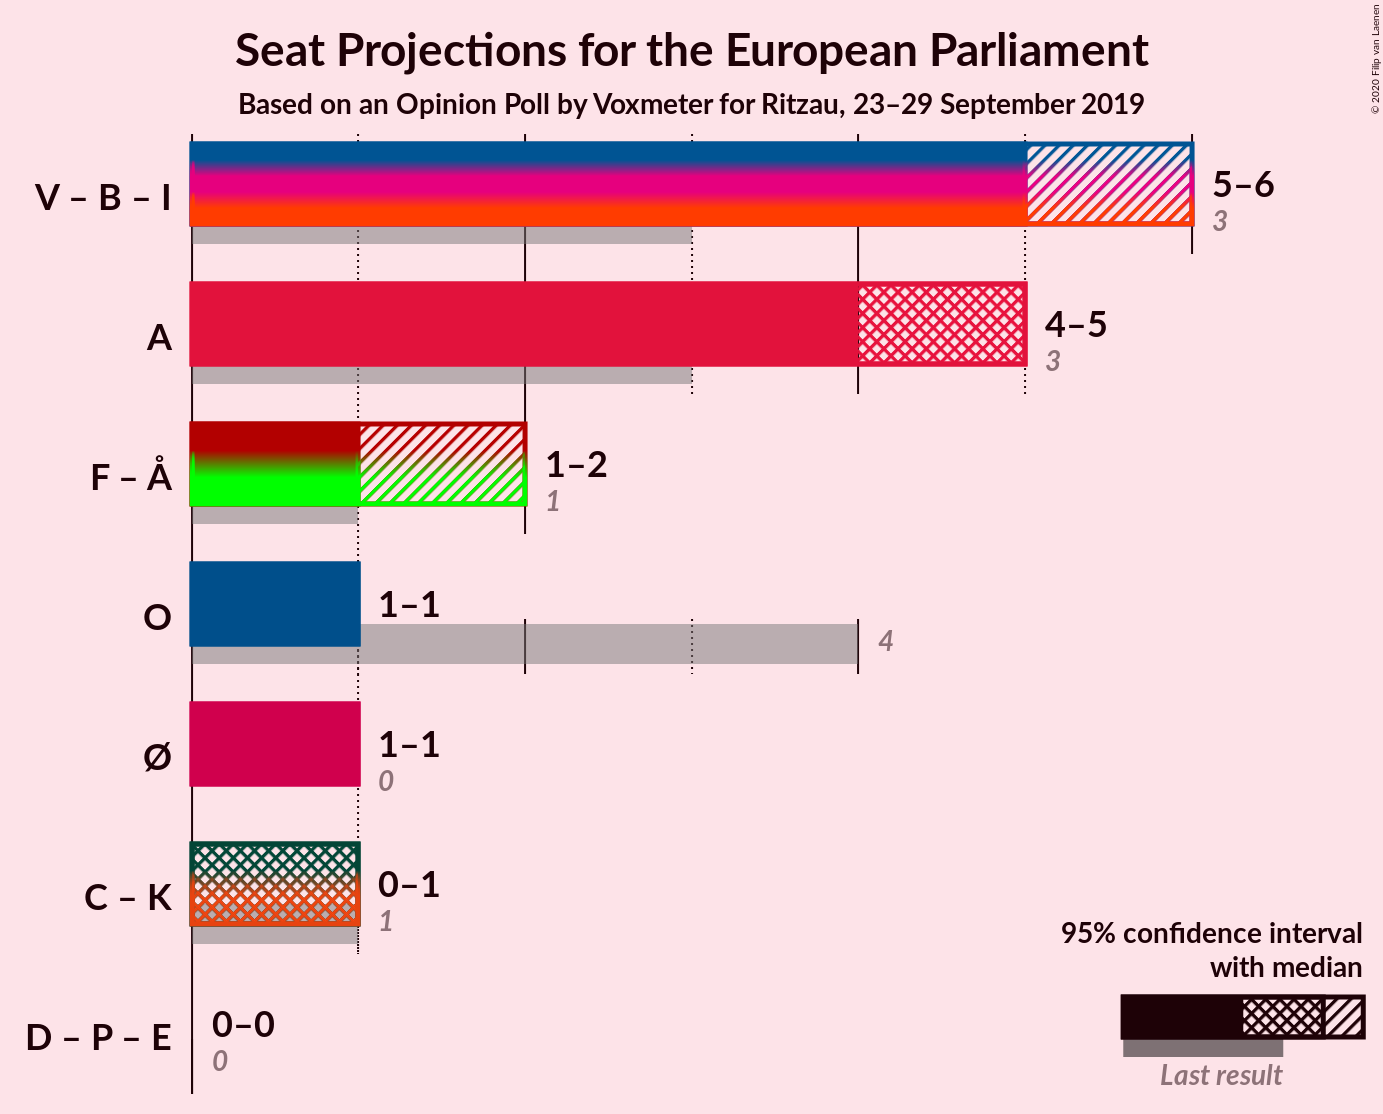 Seat Projections for the European Parliament
Based on an Opinion Poll by Voxmeter for Ritzau, 23–29 September 2019
© 2020 Filip van Laenen
V – B – I
5–6
3
A
4–5
3
F – Å
1–2
1
O
1–1
4
Ø
1–1
0
C – K
0–1
1
D – P – E
0–0
0
95% confidence interval
with median
Last result